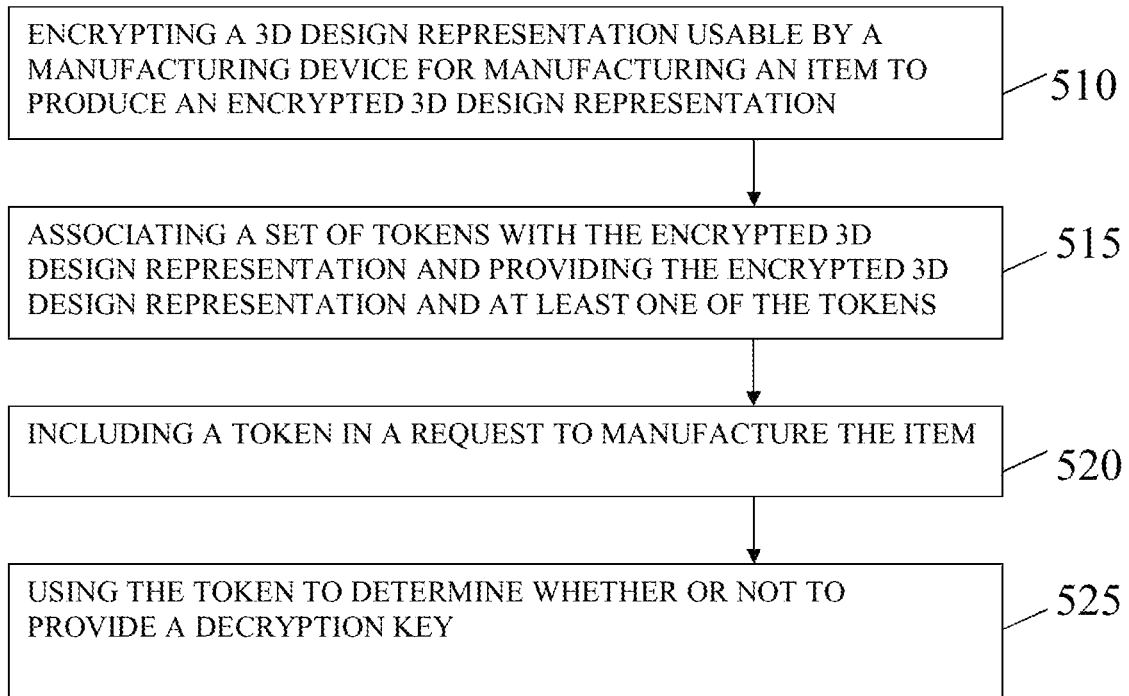 ENCRYPTING A 3D DESIGN REPRESENTATION USABLE BY A
MANUFACTURING DEVICE FOR MANUFACTURING AN ITEM TO
PRODUCE AN ENCRYPTED 3D DESIGN REPRESENTATION
510
ASSOCIATING A SET OF TOKENS WITH THE ENCRYPTED 3D
DESIGN REPRESENTATION AND PROVIDING THE ENCRYPTED 3D
DESIGN REPRESENTATION AND AT LEAST ONE OF THE TOKENS
515
INCLUDING A TOKEN IN A REQUEST TO MANUFACTURE THE ITEM
520
USING THE TOKEN TO DETERMINE WHETHER OR NOT TO
PROVIDE A DECRYPTION KEY
525